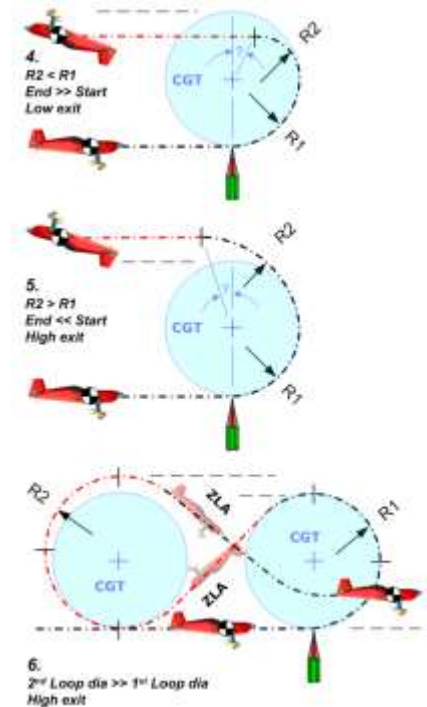 4.
R2 < R1
End >> Start
Low exit
CGT
?
R2
R1
5.
R2 > R1
End << Start
High exit
CGT
?
R2
R1
R2
CGT
ZLA
ZLA
CGT
R1
6.
2nd Loop dia >> 1st Loop dia
High exit